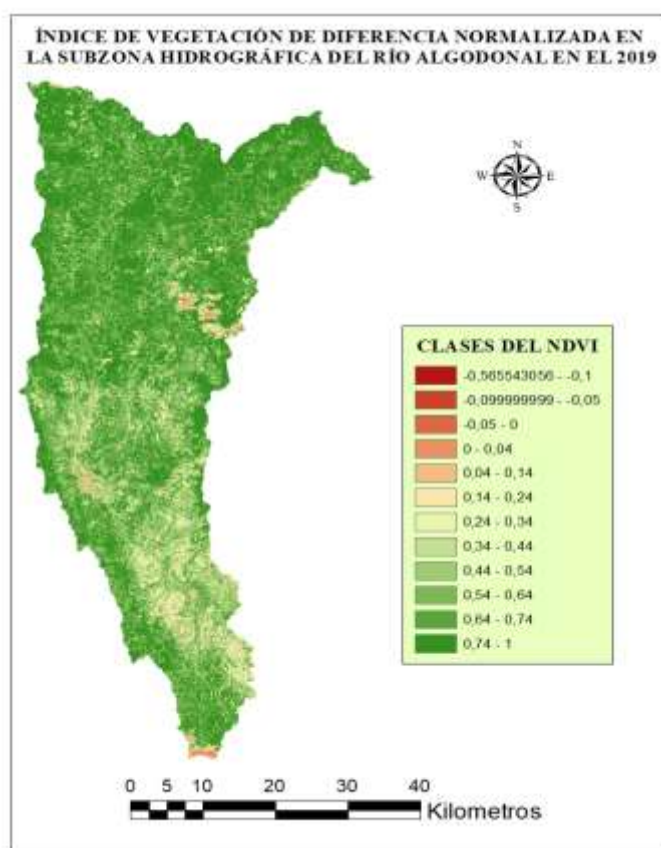 ÍNDICE DE VEGETACIÓN DE DIFERENCIA NORMALIZADA EN
LA SUBZONA HIDROGRÁFICA DEL RÍO ALGODONAL EN EL 2019
N
W E
S
CLASES DEL NDVI
-0,565543056 - -0,1
-0,099999999 - -0,05
-0,05 - 0
0 - 0,04
0,04 - 0,14
0,14 - 0,24
0,24 - 0,34
0,34 - 0,44
0,44 - 0,54
0,54 - 0,64
0,64 - 0,74
0,74 - 1
0 5 10 20 30 40
Kilometros